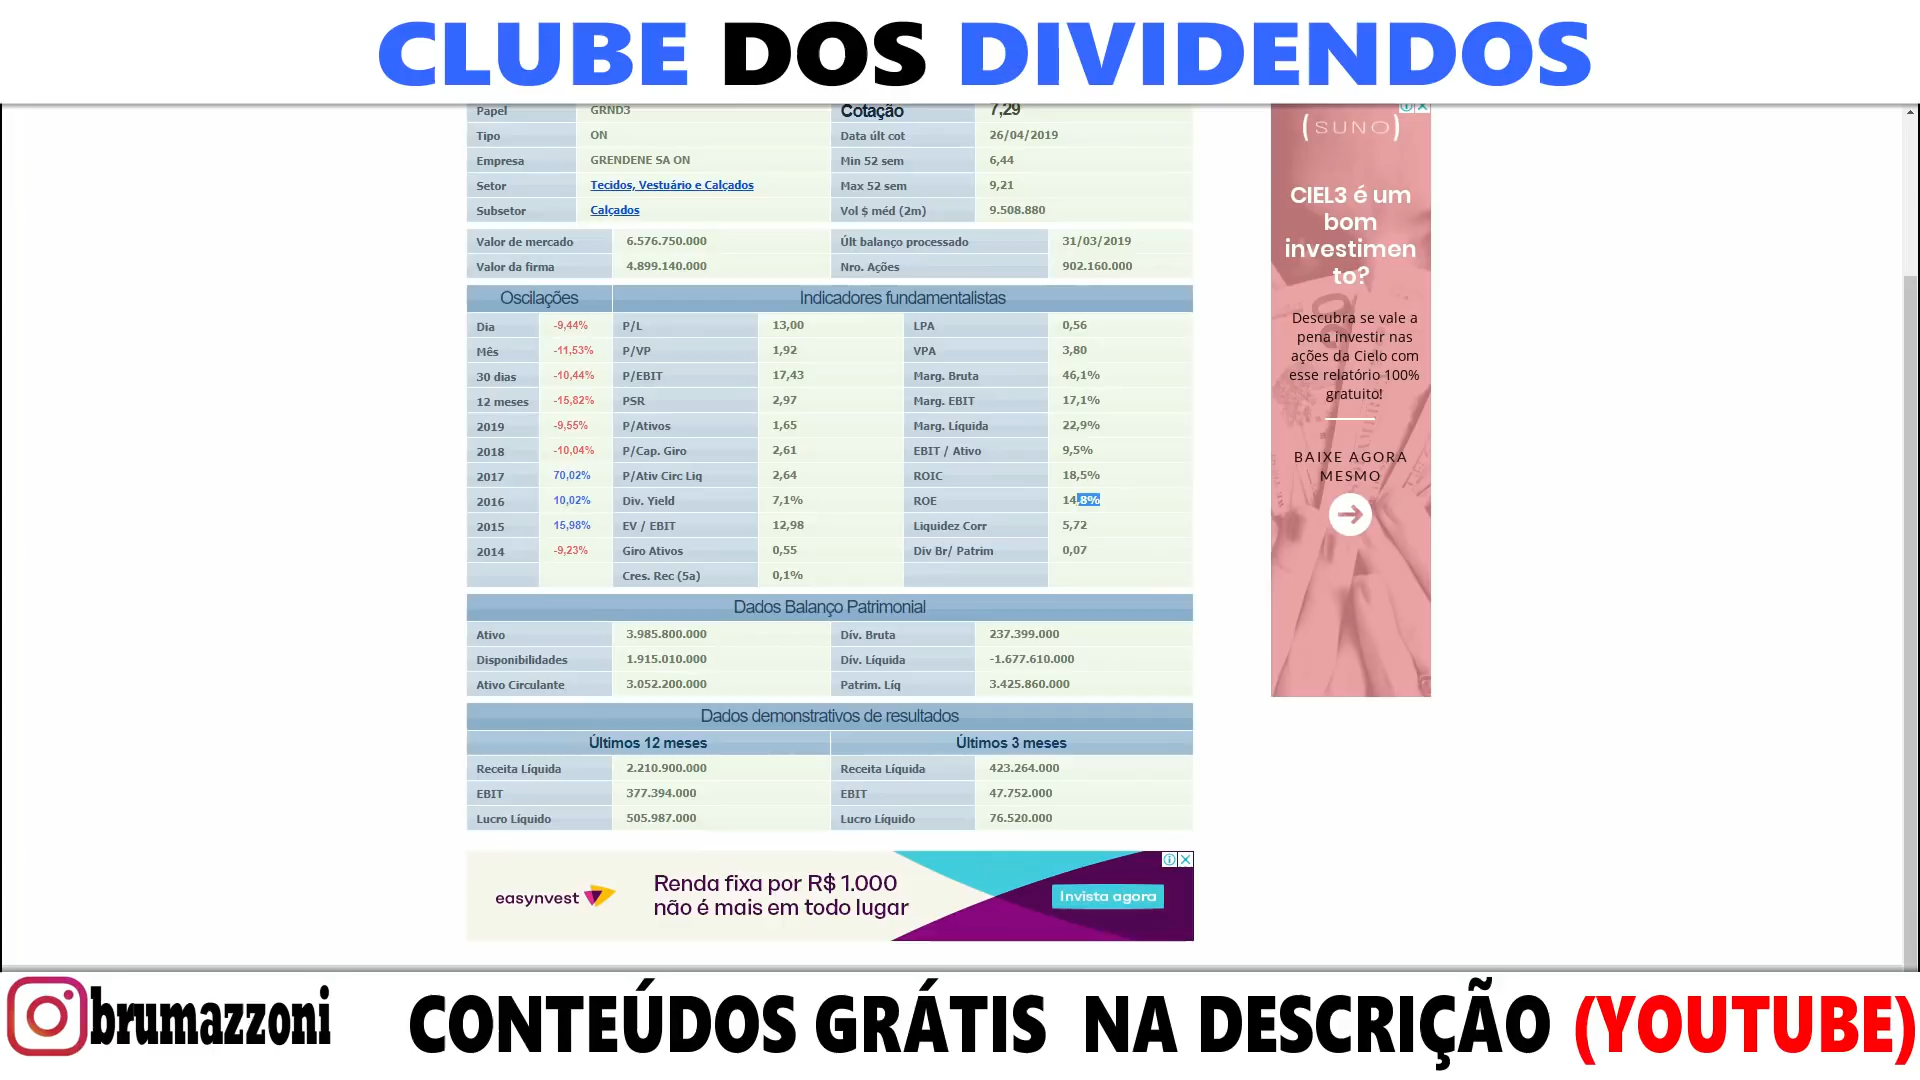 CLUBE DOS DIVIDENDOS
Papel GRND3 Cotação 7,29
Tipo ON Data últ cot 26/04/2019
Empresa GRENDENE SA ON Min 52 sem 6,44
Setor Tecidos, Vestuário e Calçados Max 52 sem 9,21
Subsetor Calçados Vol $ méd (2m) 9.508.880
Valor de mercado 6.576.750.000 Últ balanço processado 31/03/2019
Valor da firma 4.899.140.000 Nro. Ações 902.160.000
Oscilações Indicadores fundamentalistas
Dia -9,44% P/L 13,00 LPA 0,56
Mês -11,53% P/VP 1,92 VPA 3,80
30 dias -10,44% P/EBIT 17,43 Marg. Bruta 46,1%
12 meses -15,82% PSR 2,97 Marg. EBIT 17,1%
2019 -9,55% P/Ativos 1,65 Marg. Líquida 22,9%
2018 -10,04% P/Cap. Giro 2,61 EBIT / Ativo 9,5%
2017 70,02% P/Ativ Circ Liq 2,64 ROIC 18,5%
2016 10,02% Div. Yield 7,1% ROE 14,8%
2015 15,98% EV / EBIT 12,98 Liquidez Corr 5,72
2014 -9,23% Giro Ativos 0,55 Div Br/ Patrim 0,07
Cres. Rec (5a) 0,1%
Dados Balanço Patrimonial
Ativo 3.985.800.000 Dív. Bruta 237.399.000
Disponibilidades 1.915.010.000 Dív. Líquida -1.677.610.000
Ativo Circulante 3.052.200.000 Patrim. Líq 3.425.860.000
Dados demonstrativos de resultados
Últimos 12 meses Últimos 3 meses
Receita Líquida 2.210.900.000 Receita Líquida 423.264.000
EBIT 377.394.000 EBIT 47.752.000
Lucro Líquido 505.987.000 Lucro Líquido 76.520.000
(SUNO)
CIEL3 é um
bom
investimen
to?
Descubra se vale a
pena investir nas
ações da Cielo com
esse relatório 100%
gratuito!
BAIXE AGORA
MESMO
easynvest
Renda fixa por R$ 1.000
não é mais em todo lugar
Invista agora
brumazzoni
CONTEÚDOS GRÁTIS NA DESCRIÇÃO (YOUTUBE)